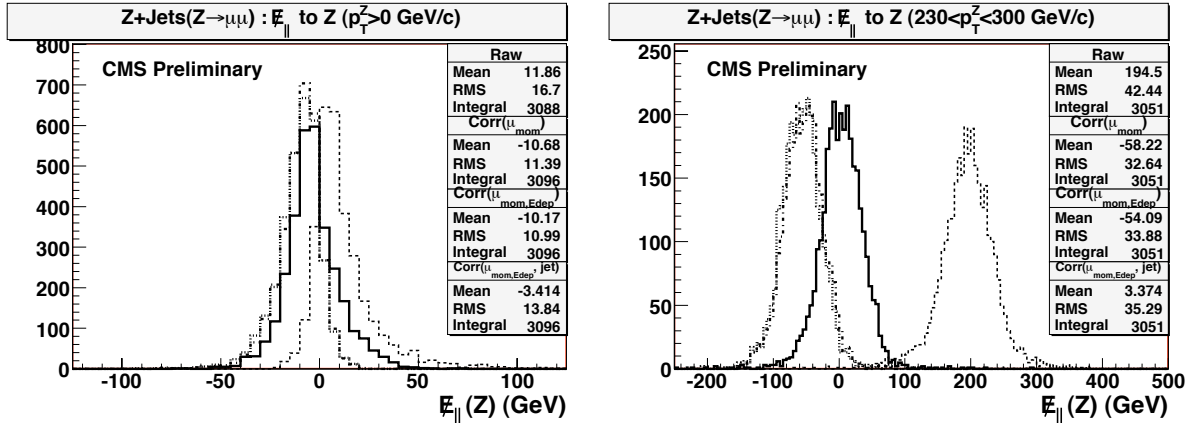 Z+Jets(Z→μμ) : E̸_∥ to Z (p_T^Z>0 GeV/c)
CMS Preliminary
Raw
Mean 11.86
RMS 16.7
Integral 3088
Corr(μ_mom)
Mean -10.68
RMS 11.39
Integral 3096
Corr(μ_mom,Edep)
Mean -10.17
RMS 10.99
Integral 3096
Corr(μ_mom,Edep, jet)
Mean -3.414
RMS 13.84
Integral 3096
800
700
600
500
400
300
200
100
0
-100 -50 0 50 100
E̸_∥ (Z) (GeV)
Z+Jets(Z→μμ) : E̸_∥ to Z (230<p_T^Z<300 GeV/c)
CMS Preliminary
Raw
Mean 194.5
RMS 42.44
Integral 3051
Corr(μ_mom)
Mean -58.22
RMS 32.64
Integral 3051
Corr(μ_mom,Edep)
Mean -54.09
RMS 33.88
Integral 3051
Corr(μ_mom,Edep, jet)
Mean 3.374
RMS 35.29
Integral 3051
250
200
150
100
50
0
-200 -100 0 100 200 300 400 500
E̸_∥ (Z) (GeV)